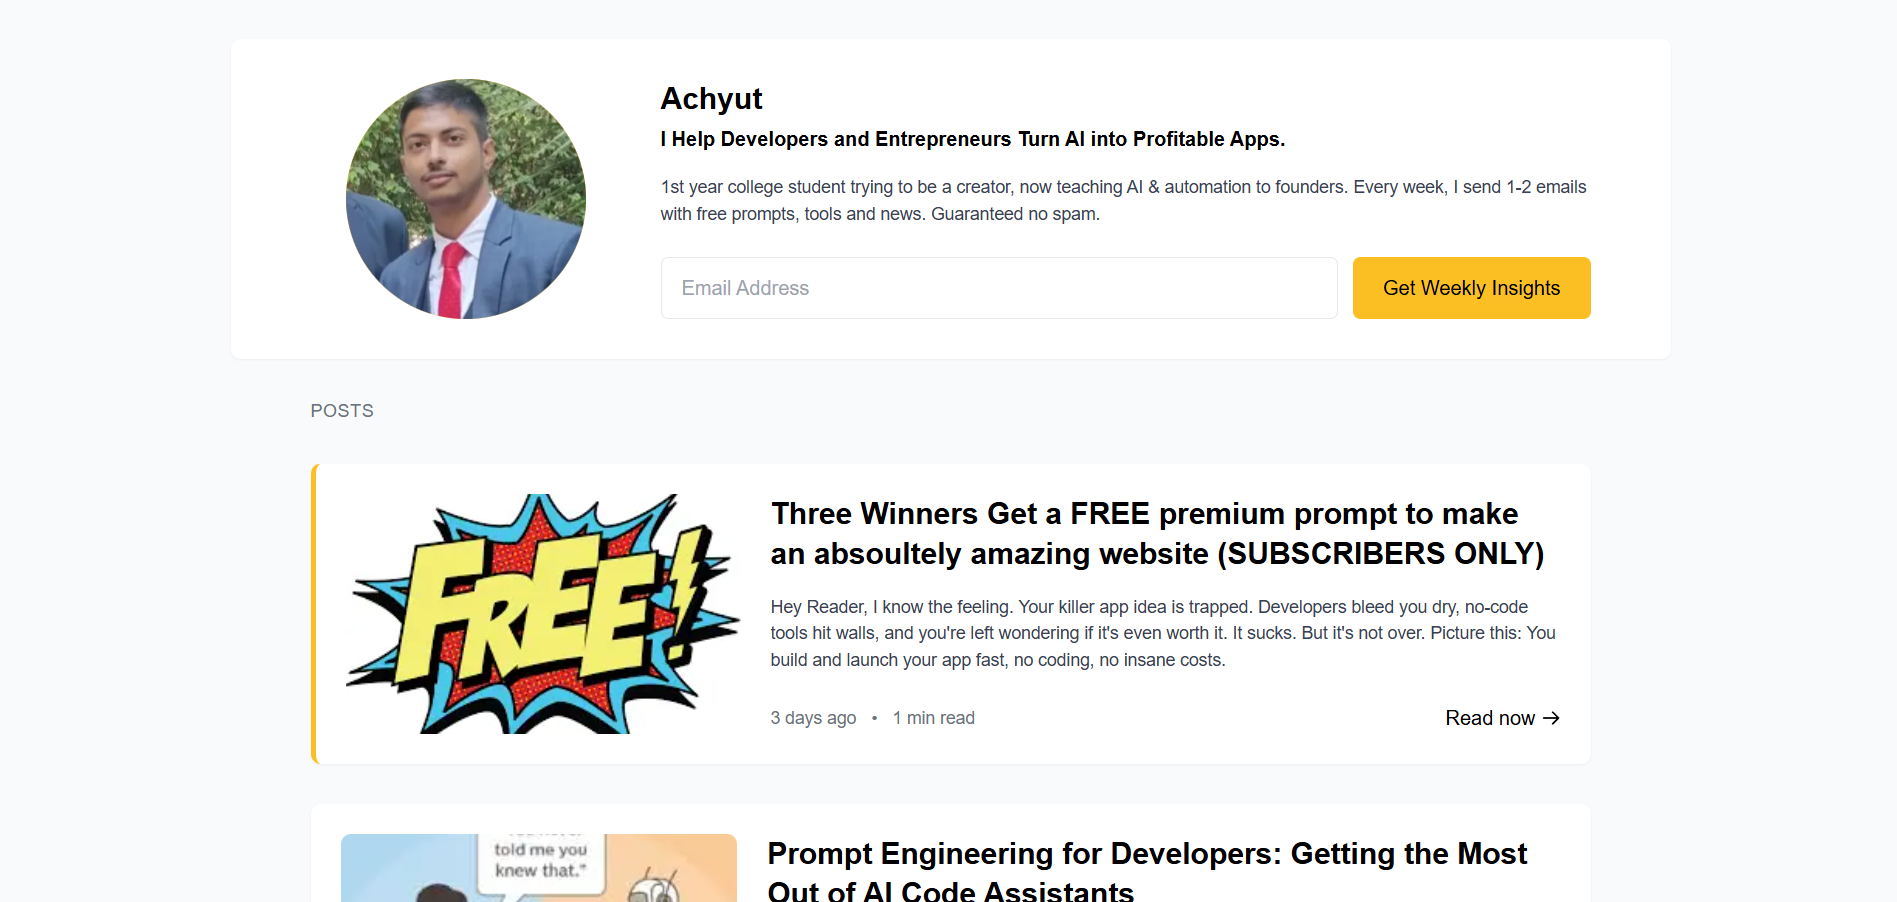 Achyut
I Help Developers and Entrepreneurs Turn AI into Profitable Apps.
1st year college student trying to be a creator, now teaching AI & automation to founders. Every week, I send 1-2 emails
with free prompts, tools and news. Guaranteed no spam.
Email Address
Get Weekly Insights
POSTS
FREE!
Three Winners Get a FREE premium prompt to make
an absoultely amazing website (SUBSCRIBERS ONLY)
Hey Reader, I know the feeling. Your killer app idea is trapped. Developers bleed you dry, no-code
tools hit walls, and you're left wondering if it's even worth it. It sucks. But it's not over. Picture this: You
build and launch your app fast, no coding, no insane costs.
3 days ago • 1 min read
Read now →
told me you
knew that."
Prompt Engineering for Developers: Getting the Most
Out of AI Code Assistants